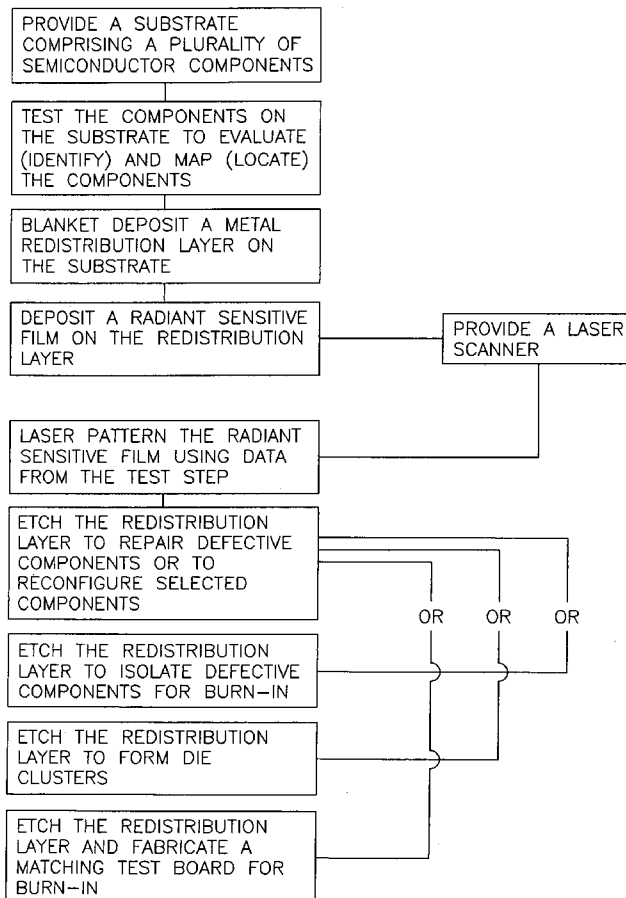 PROVIDE A SUBSTRATE
COMPRISING A PLURALITY OF
SEMICONDUCTOR COMPONENTS
TEST THE COMPONENTS ON
THE SUBSTRATE TO EVALUATE
(IDENTIFY) AND MAP (LOCATE)
THE COMPONENTS
BLANKET DEPOSIT A METAL
REDISTRIBUTION LAYER ON
THE SUBSTRATE
DEPOSIT A RADIANT SENSITIVE
FILM ON THE REDISTRIBUTION
LAYER
PROVIDE A LASER
SCANNER
LASER PATTERN THE RADIANT
SENSITIVE FILM USING DATA
FROM THE TEST STEP
ETCH THE REDISTRIBUTION
LAYER TO REPAIR DEFECTIVE
COMPONENTS OR TO
RECONFIGURE SELECTED
COMPONENTS
OR OR OR
ETCH THE REDISTRIBUTION
LAYER TO ISOLATE DEFECTIVE
COMPONENTS FOR BURN-IN
ETCH THE REDISTRIBUTION
LAYER TO FORM DIE
CLUSTERS
ETCH THE REDISTRIBUTION
LAYER AND FABRICATE A
MATCHING TEST BOARD FOR
BURN-IN